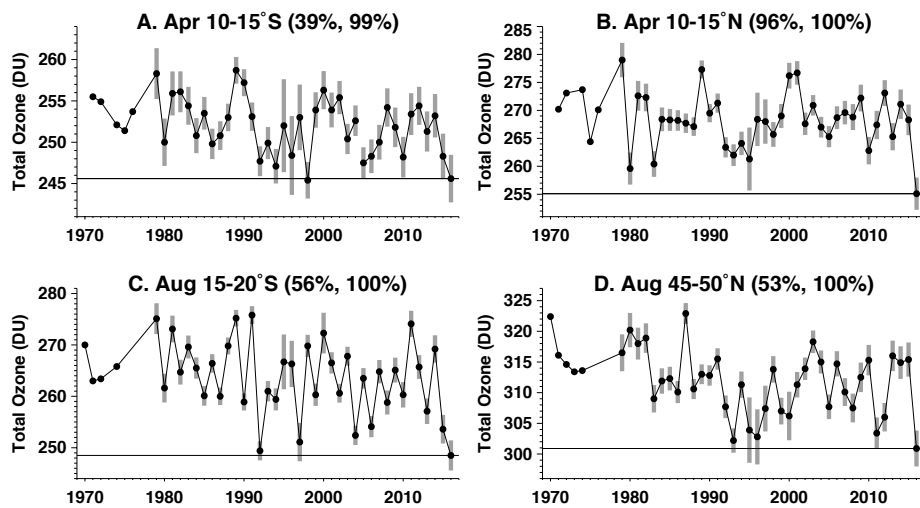 A. Apr 10-15°S (39%, 99%)
Total Ozone (DU)
260
255
250
245
1970 1980 1990 2000 2010
B. Apr 10-15°N (96%, 100%)
Total Ozone (DU)
285
280
275
270
265
260
255
1970 1980 1990 2000 2010
C. Aug 15-20°S (56%, 100%)
Total Ozone (DU)
280
270
260
250
1970 1980 1990 2000 2010
D. Aug 45-50°N (53%, 100%)
Total Ozone (DU)
325
320
315
310
305
300
1970 1980 1990 2000 2010